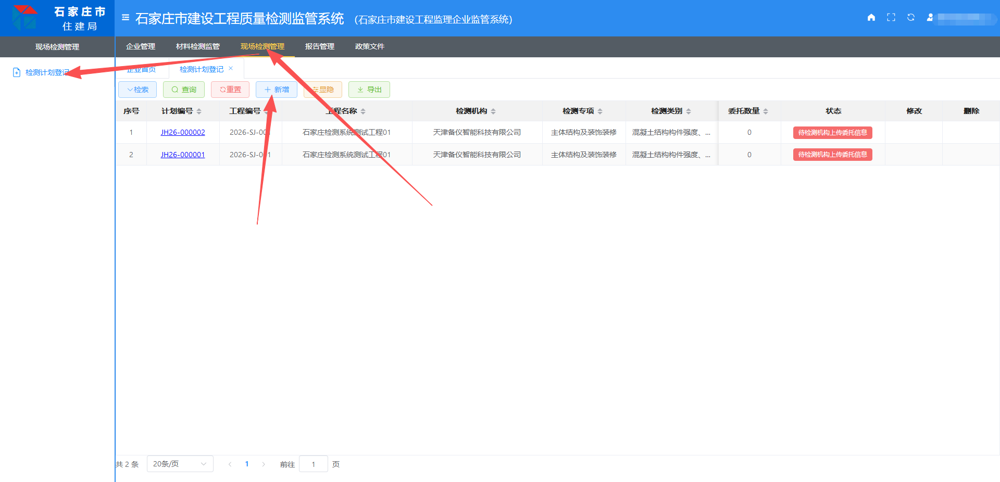 石家庄市
住建局
石家庄市建设工程质量检测监管系统 (石家庄市建设工程监理企业监管系统)
现场检测管理 企业管理 材料检测监管 现场检测管理 报告管理 政策文件
检测计划登记 企业首页 检测计划登记
检索 查询 重置 新增 显隐 导出
序号 计划编号 工程编号 工程名称 检测机构 检测专项 检测类别 委托数量 状态 修改 删除
1 JH26-000002 2026-SJ-001 石家庄检测系统测试工程01 天津备仪智能科技有限公司 主体结构及装饰装修 混凝土结构构件强度、... 0 待检测机构上传委托信息
2 JH26-000001 2026-SJ-001 石家庄检测系统测试工程01 天津备仪智能科技有限公司 主体结构及装饰装修 混凝土结构构件强度、... 0 待检测机构上传委托信息
共 2 条 20条/页 1 前往 1 页